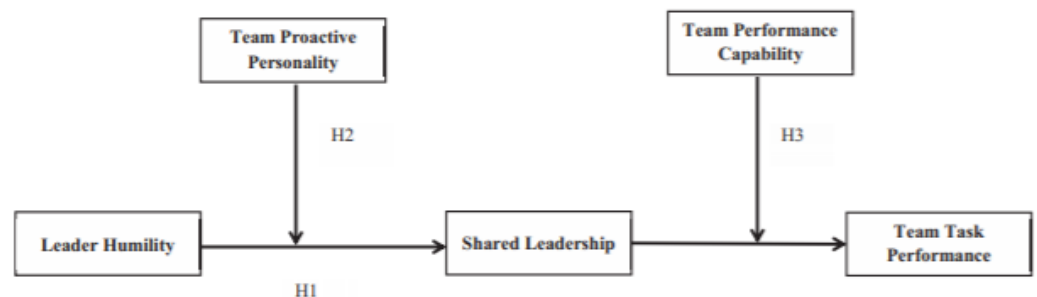 Team Proactive
Personality
Team Performance
Capability
H2
H3
Leader Humility
Shared Leadership
Team Task
Performance
H1